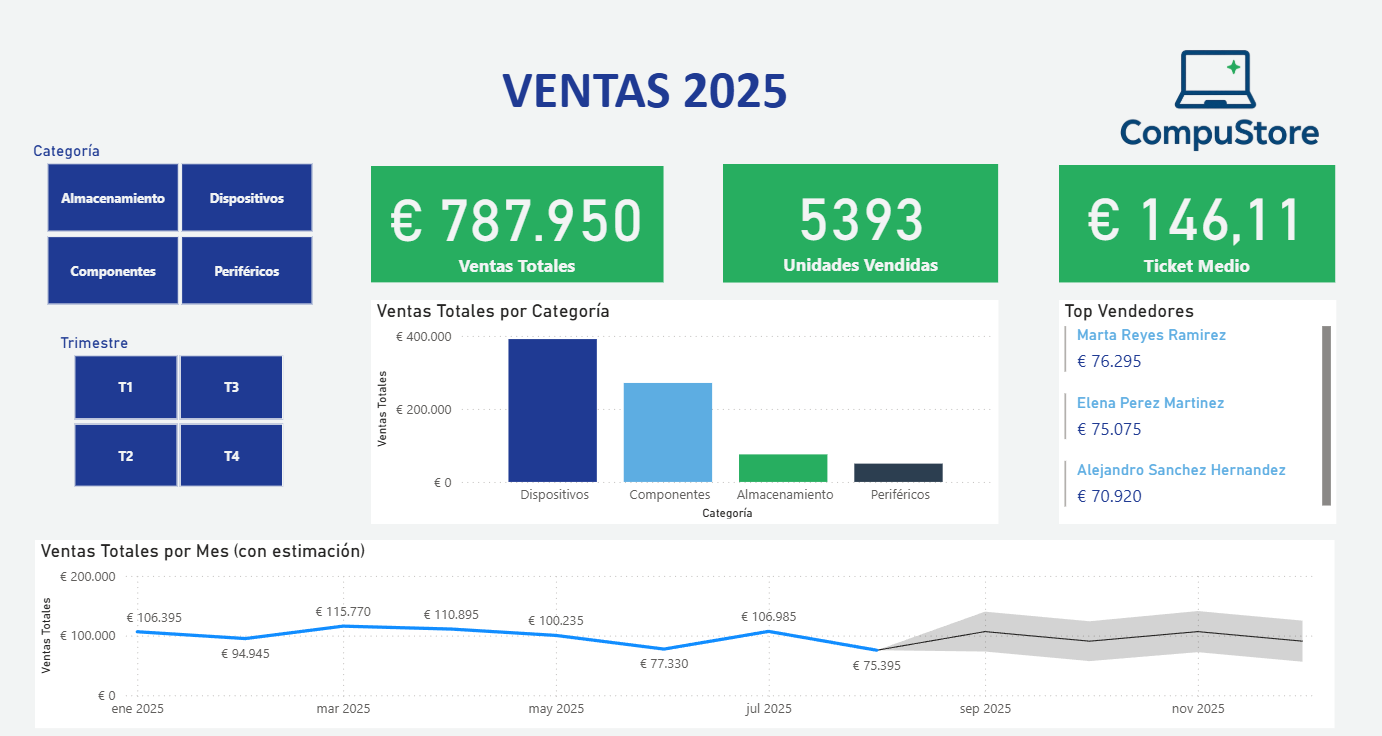 VENTAS 2025
CompuStore
Categoría
Almacenamiento
Dispositivos
Componentes
Periféricos
Trimestre
T1
T3
T2
T4
€ 787.950
Ventas Totales
5393
Unidades Vendidas
€ 146,11
Ticket Medio
Ventas Totales por Categoría
Ventas Totales
€ 400.000
€ 200.000
€ 0
Dispositivos
Componentes
Almacenamiento
Periféricos
Categoría
Top Vendedores
Marta Reyes Ramirez
€ 76.295
Elena Perez Martinez
€ 75.075
Alejandro Sanchez Hernandez
€ 70.920
Ventas Totales por Mes (con estimación)
Ventas Totales
€ 200.000
€ 100.000
€ 0
€ 106.395
€ 94.945
€ 115.770
€ 110.895
€ 100.235
€ 77.330
€ 106.985
€ 75.395
ene 2025
mar 2025
may 2025
jul 2025
sep 2025
nov 2025